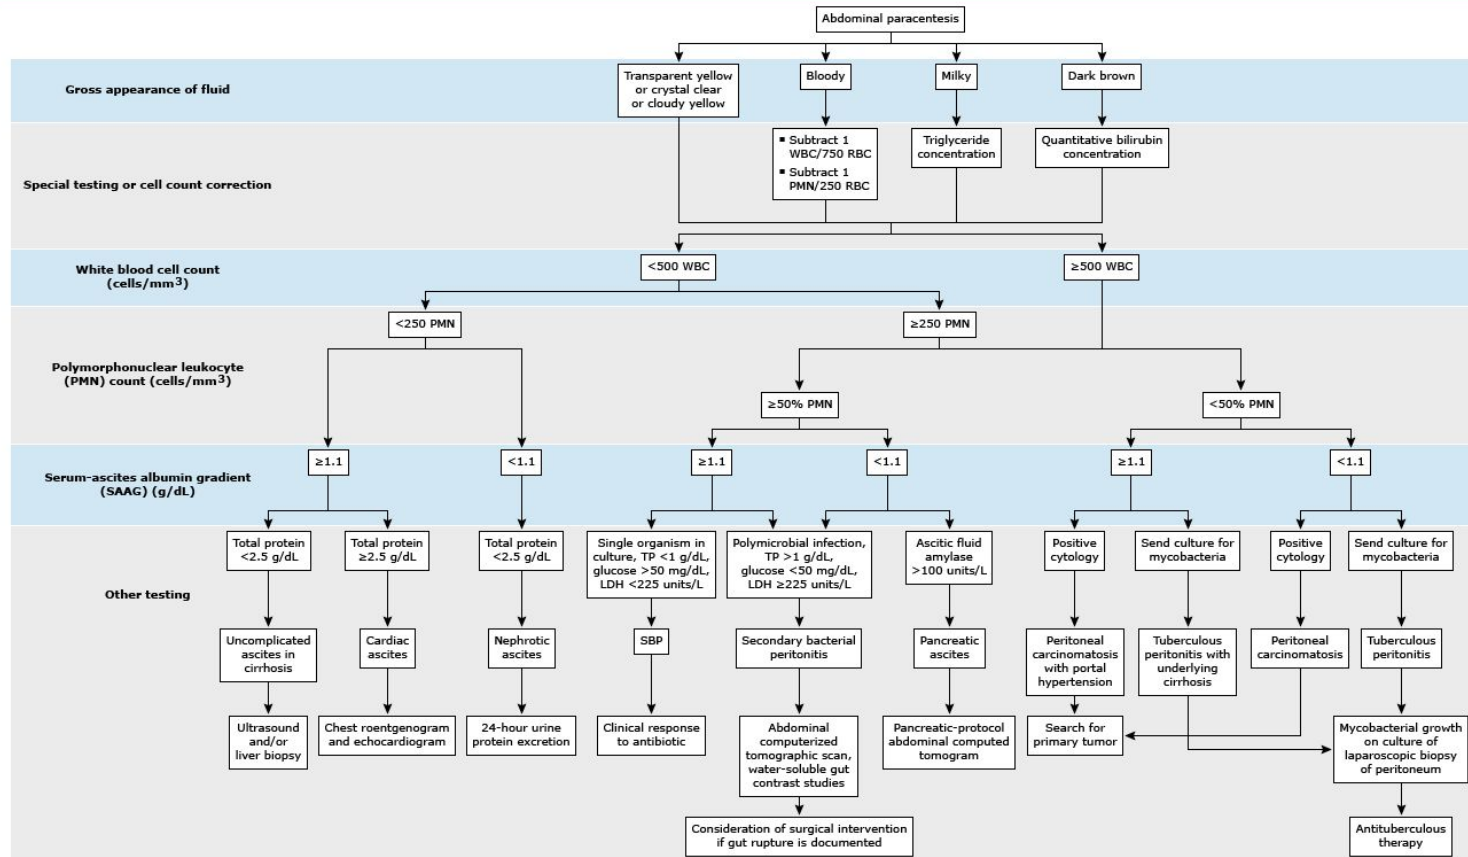 Abdominal paracentesis
Gross appearance of fluid
Transparent yellow
or crystal clear
or cloudy yellow
Bloody
Milky
Dark brown
Special testing or cell count correction
▪ Subtract 1
WBC/750 RBC
▪ Subtract 1
PMN/250 RBC
Triglyceride
concentration
Quantitative bilirubin
concentration
White blood cell count
(cells/mm³)
<500 WBC
≥500 WBC
Polymorphonuclear leukocyte
(PMN) count (cells/mm³)
<250 PMN
≥250 PMN
≥50% PMN
<50% PMN
Serum-ascites albumin gradient
(SAAG) (g/dL)
≥1.1
<1.1
≥1.1
<1.1
≥1.1
<1.1
Other testing
Total protein
<2.5 g/dL
Total protein
≥2.5 g/dL
Total protein
<2.5 g/dL
Single organism in
culture, TP <1 g/dL,
glucose >50 mg/dL,
LDH <225 units/L
Polymicrobial infection,
TP >1 g/dL,
glucose <50 mg/dL,
LDH ≥225 units/L
Ascitic fluid
amylase
>100 units/L
Positive
cytology
Send culture for
mycobacteria
Positive
cytology
Send culture for
mycobacteria
Uncomplicated
ascites in
cirrhosis
Cardiac
ascites
Nephrotic
ascites
SBP
Secondary bacterial
peritonitis
Pancreatic
ascites
Peritoneal
carcinomatosis
with portal
hypertension
Tuberculous
peritonitis with
underlying
cirrhosis
Peritoneal
carcinomatosis
Tuberculous
peritonitis
Ultrasound
and/or
liver biopsy
Chest roentgenogram
and echocardiogram
24-hour urine
protein excretion
Clinical response
to antibiotic
Abdominal
computerized
tomographic scan,
water-soluble gut
contrast studies
Pancreatic-protocol
abdominal computed
tomogram
Search for
primary tumor
Mycobacterial growth
on culture of
laparoscopic biopsy
of peritoneum
Consideration of surgical intervention
if gut rupture is documented
Antituberculous
therapy